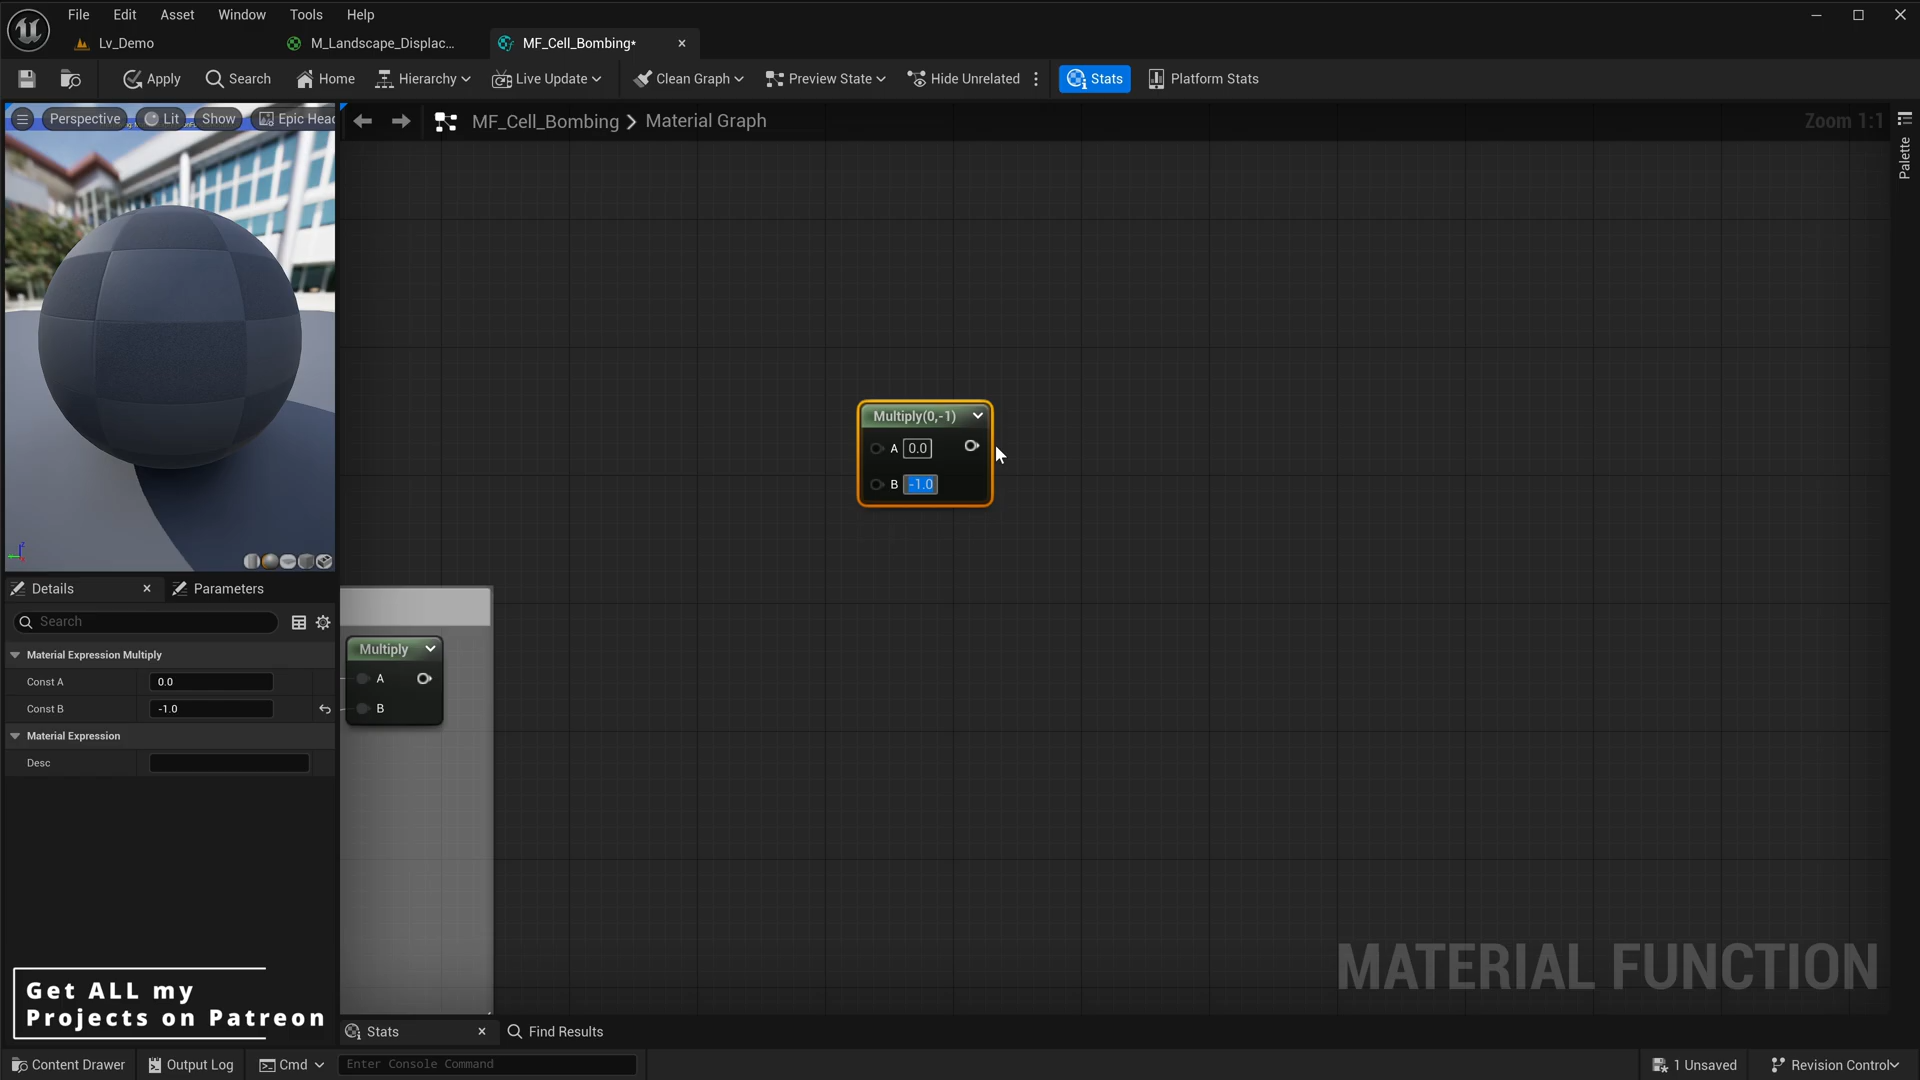 File Edit Asset Window Tools Help
Lv_Demo M_Landscape_Displac... MF_Cell_Bombing*
Apply Search Home Hierarchy Live Update Clean Graph Preview State Hide Unrelated Stats Platform Stats
Perspective Lit Show Epic Head
MF_Cell_Bombing Material Graph Zoom 1:1
Palette
Multiply(0,-1)
A 0.0
B -1.0
Details Parameters
Search
Material Expression Multiply
Const A 0.0
Const B -1.0
Material Expression
Desc
Multiply
A
B
MATERIAL FUNCTION
Get ALL my
Projects on Patreon
Stats Find Results
Content Drawer Output Log Cmd Enter Console Command 1 Unsaved Revision Control